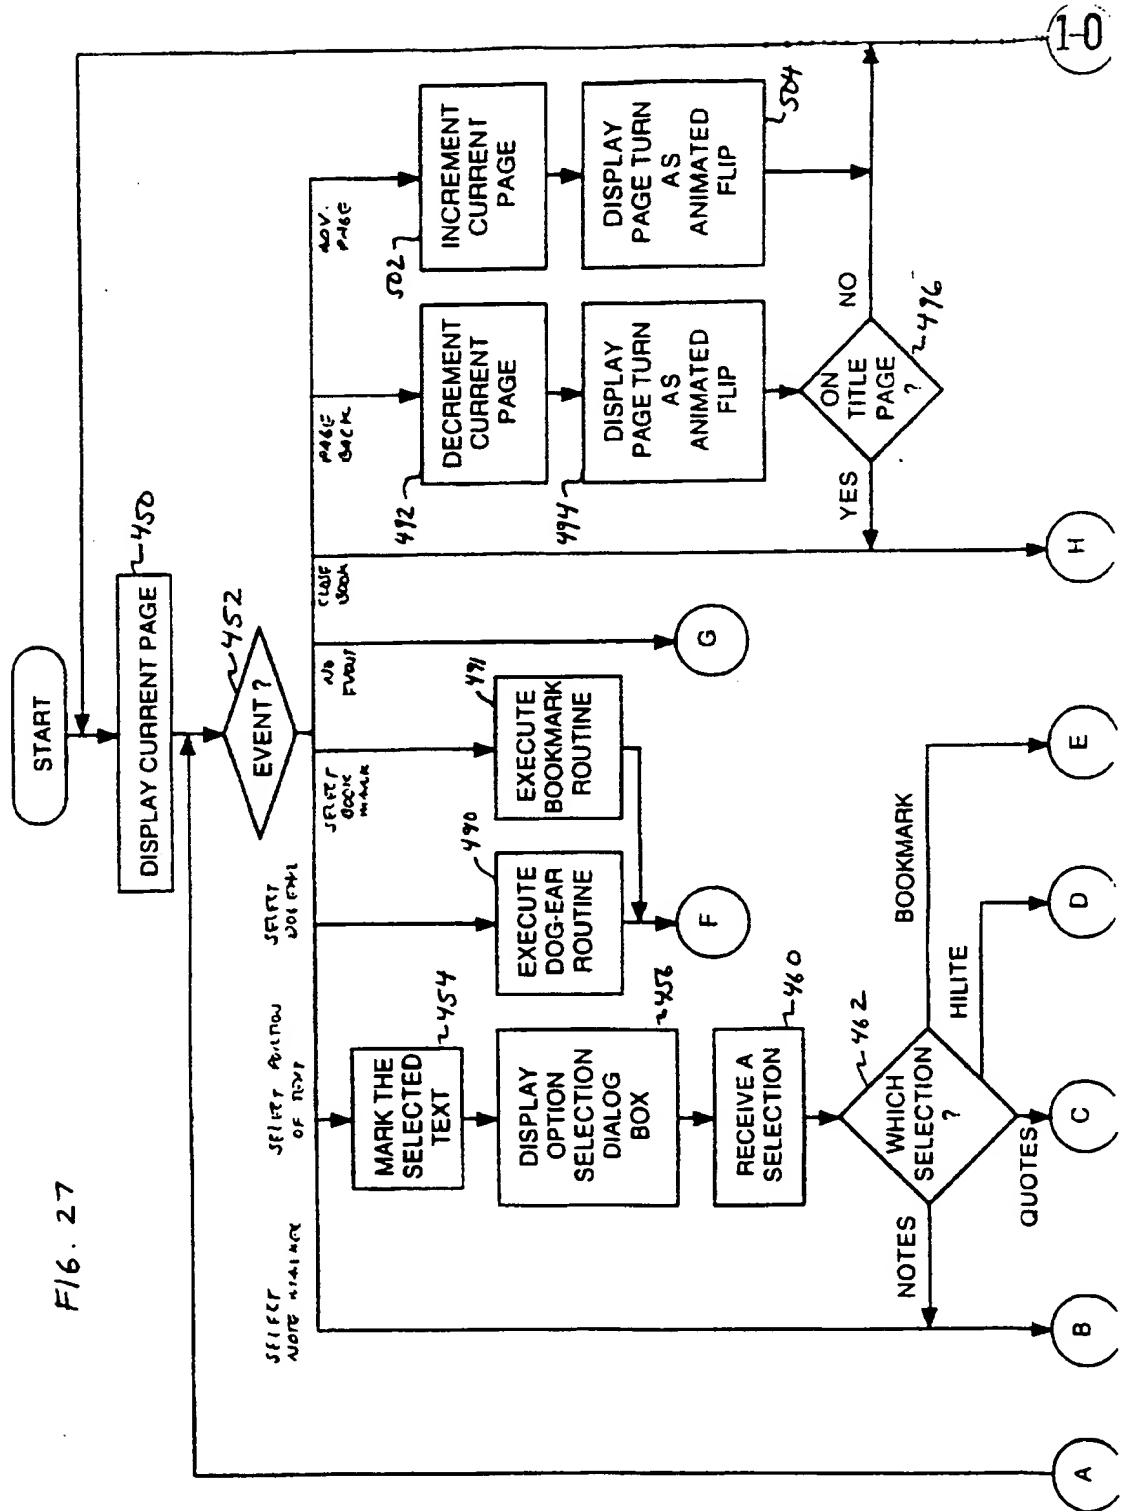 FIG. 27
START
DISPLAY CURRENT PAGE
450
EVENT ?
452
SELECT
NOTE MARKER
SELECT PORTION
OF TEXT
SELECT
DOG EAR
SELECT
BOOK
MARK
NO
EVENT
CLOSE
BOOK
PAGE
BACK
ADV.
PAGE
MARK THE
SELECTED
TEXT
454
DISPLAY
OPTION
SELECTION
DIALOG
BOX
456
RECEIVE A
SELECTION
460
WHICH
SELECTION
?
462
NOTES
QUOTES
HILITE
BOOKMARK
EXECUTE
DOG-EAR
ROUTINE
490
EXECUTE
BOOKMARK
ROUTINE
491
DECREMENT
CURRENT
PAGE
492
DISPLAY
PAGE TURN
AS
ANIMATED
FLIP
494
ON
TITLE
PAGE
?
496
YES
NO
INCREMENT
CURRENT
PAGE
502
DISPLAY
PAGE TURN
AS
ANIMATED
FLIP
504
F
G
A
B
C
D
E
H
1-0